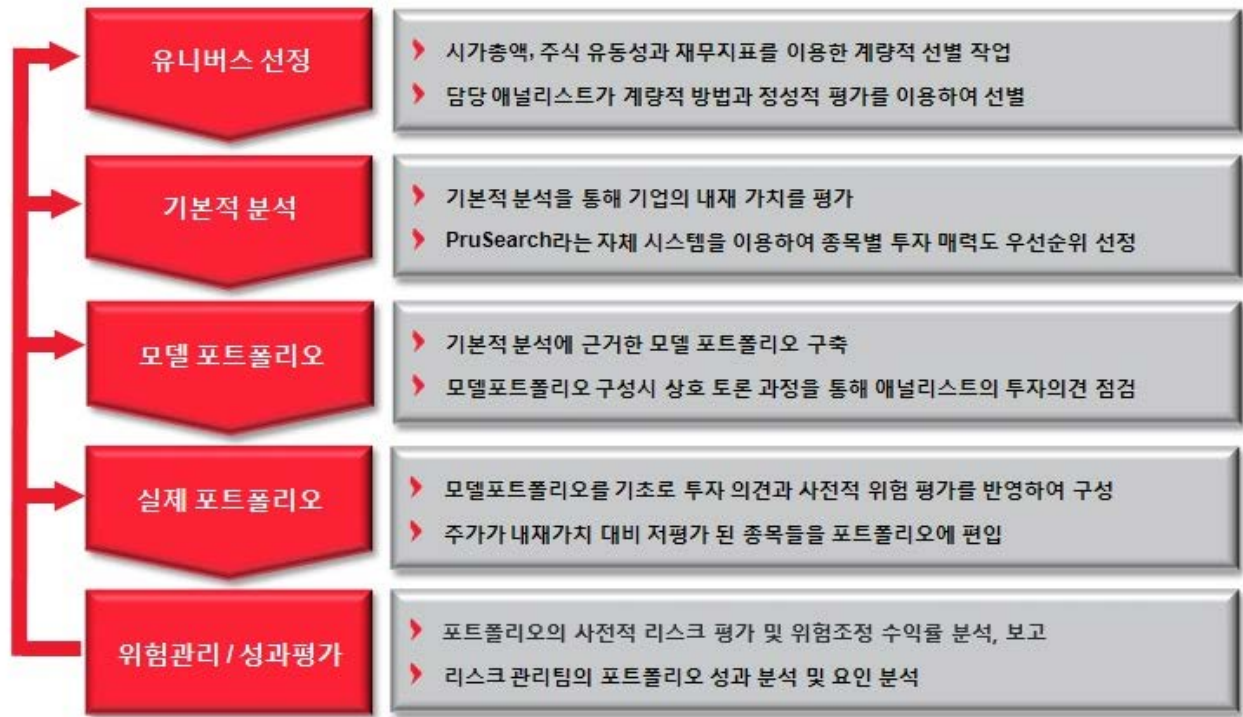 유니버스 선정
시가총액, 주식 유동성과 재무지표를 이용한 계량적 선별 작업
담당 애널리스트가 계량적 방법과 정성적 평가를 이용하여 선별
기본적 분석
기본적 분석을 통해 기업의 내재 가치를 평가
PruSearch라는 자체 시스템을 이용하여 종목별 투자 매력도 우선순위 선정
모델 포트폴리오
기본적 분석에 근거한 모델 포트폴리오 구축
모델포트폴리오 구성시 상호 토론 과정을 통해 애널리스트의 투자의견 점검
실제 포트폴리오
모델포트폴리오를 기초로 투자 의견과 사전적 위험 평가를 반영하여 구성
주가가 내재가치 대비 저평가 된 종목들을 포트폴리오에 편입
위험관리 / 성과평가
포트폴리오의 사전적 리스크 평가 및 위험조정 수익률 분석, 보고
리스크 관리팀의 포트폴리오 성과 분석 및 요인 분석